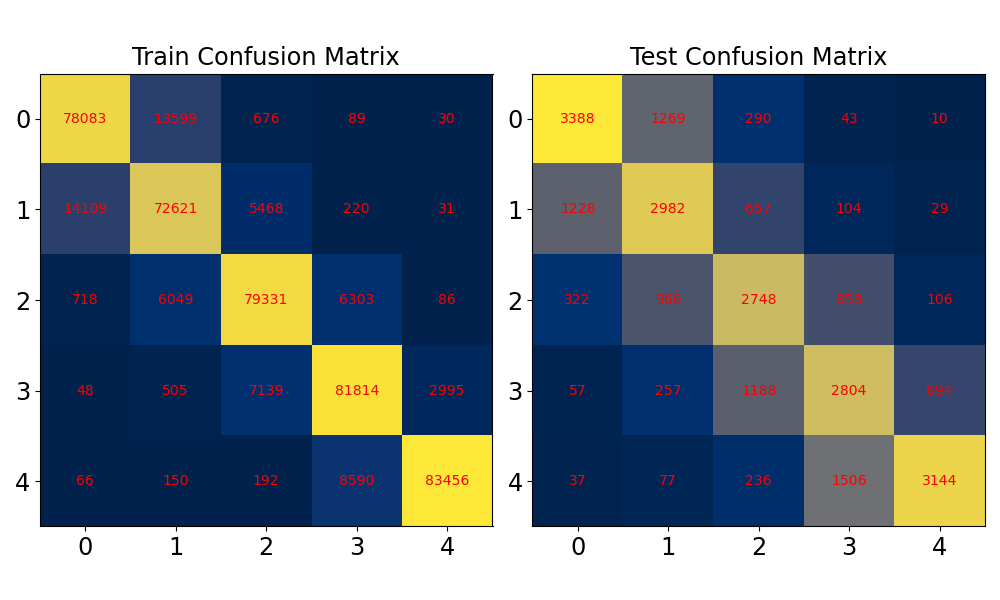 Train Confusion Matrix
0 78083 13599 676 89 30
1 14109 72621 5468 220 31
2 718 6049 79331 6303 86
3 48 505 7139 81814 2995
4 66 150 192 8590 83456
0 1 2 3 4
Test Confusion Matrix
0 3388 1269 290 43 10
1 1228 2982 657 104 29
2 322 966 2748 858 106
3 57 257 1188 2804 694
4 37 77 236 1506 3144
0 1 2 3 4